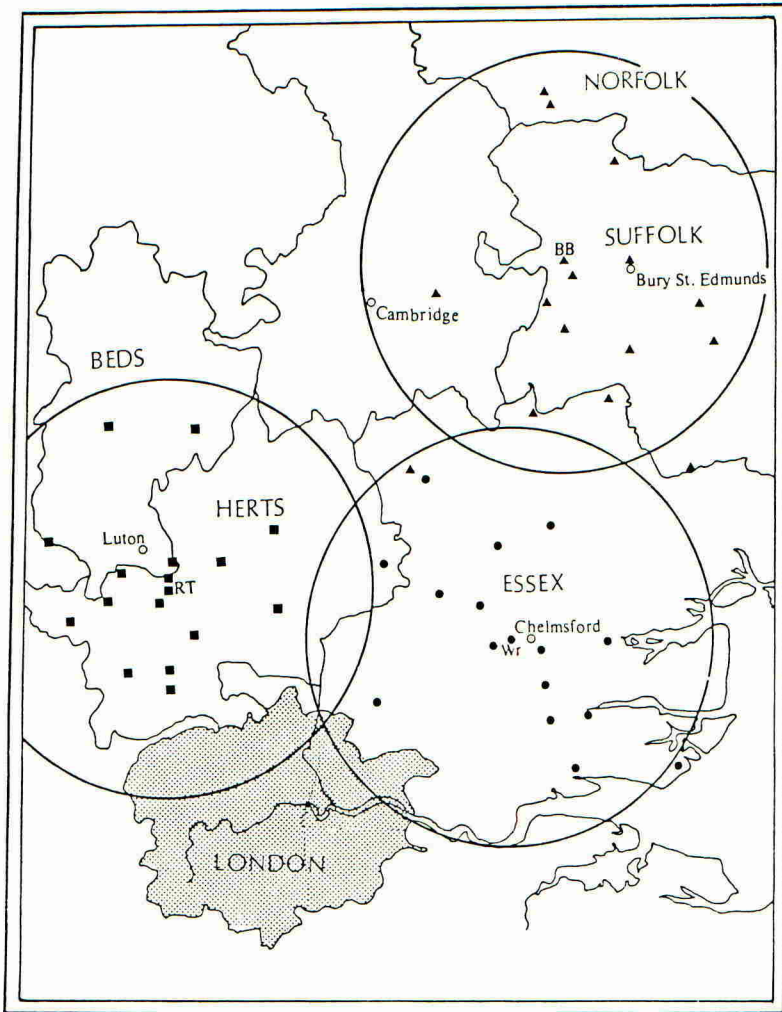 NORFOLK
SUFFOLK
BB
Bury St. Edmunds
Cambridge
BEDS
HERTS
Luton
RT
ESSEX
Chelmsford
Wr
LONDON